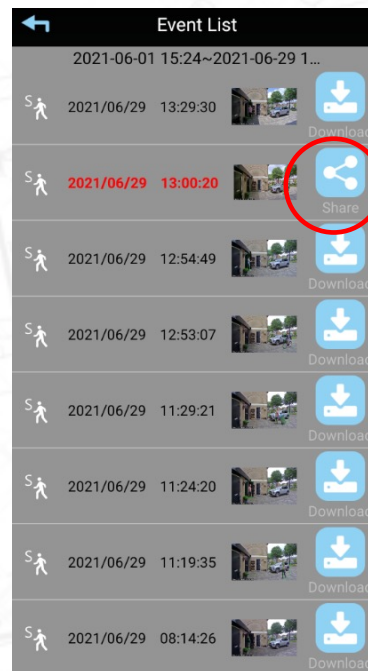 Event List
2021-06-01 15:24~2021-06-29 1...
S 2021/06/29 13:29:30 Download
S 2021/06/29 13:00:20 Share
S 2021/06/29 12:54:49 Download
S 2021/06/29 12:53:07 Download
S 2021/06/29 11:29:21 Download
S 2021/06/29 11:24:20 Download
S 2021/06/29 11:19:35 Download
S 2021/06/29 08:14:26 Download